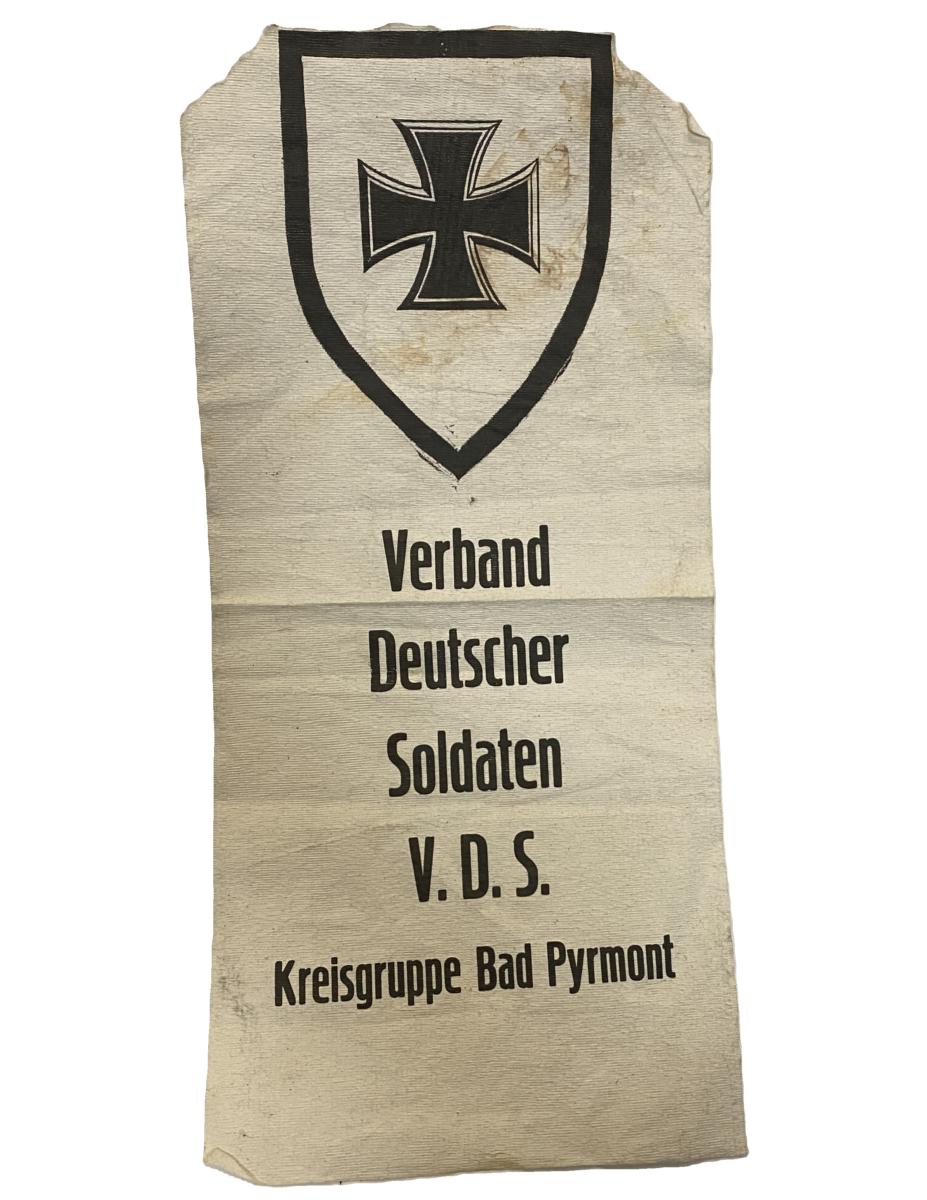 Verband
Deutscher
Soldaten
V. D. S.
Kreisgruppe Bad Pyrmont